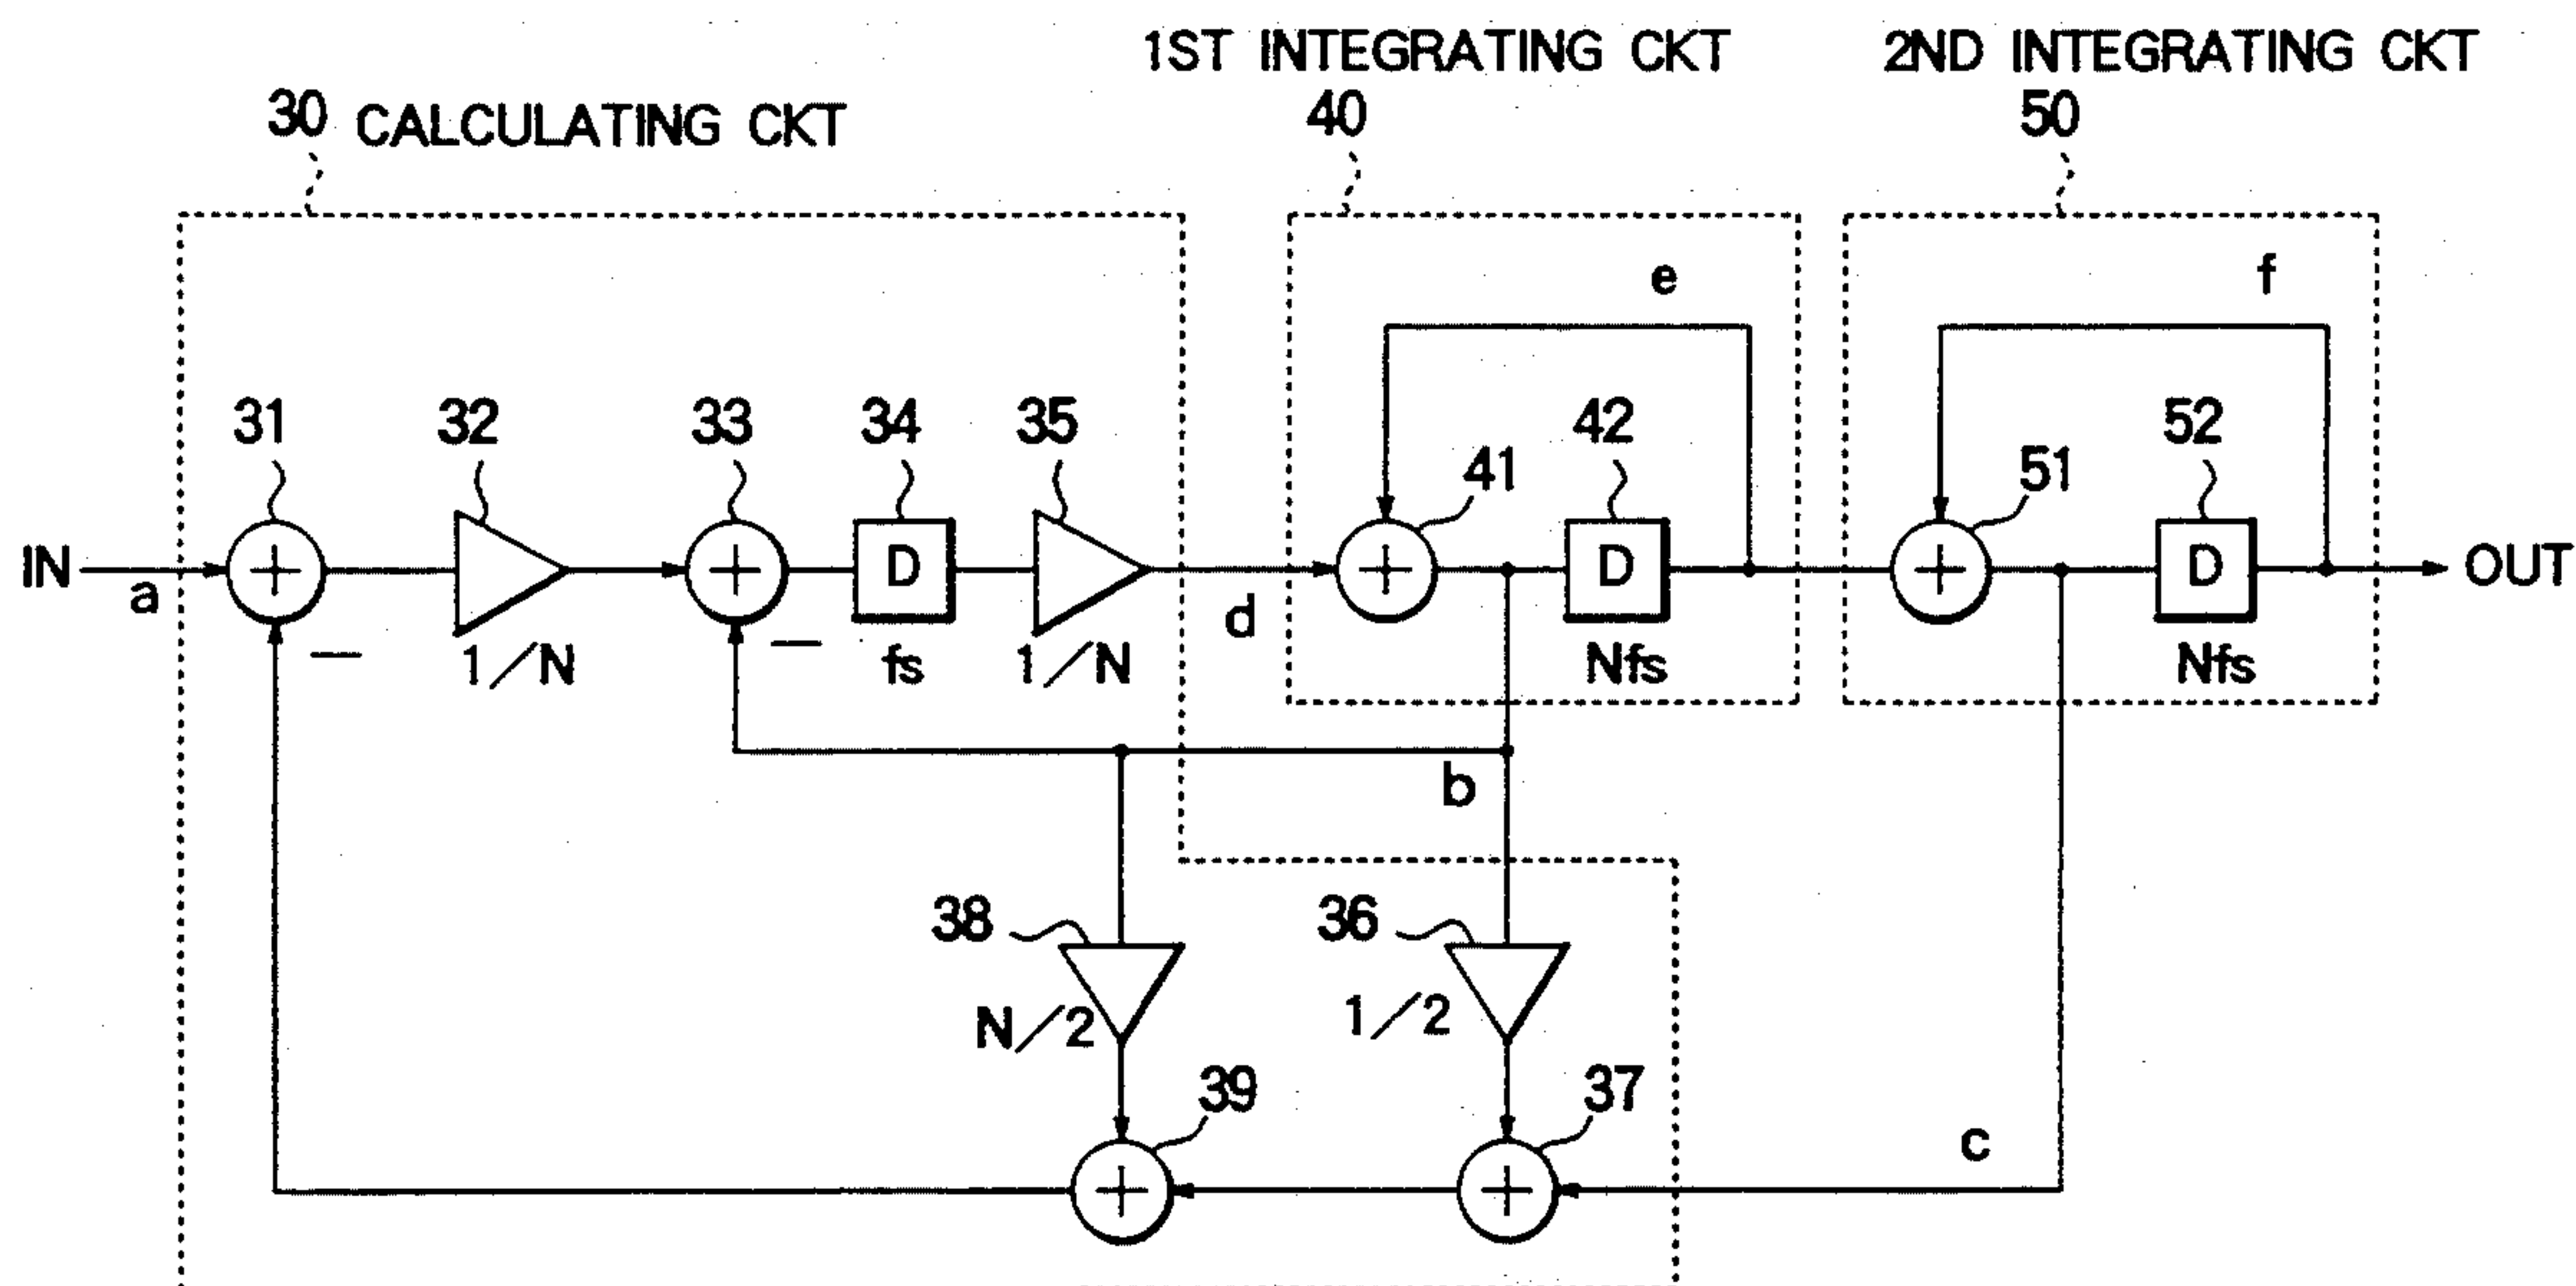 1ST INTEGRATING CKT
40
2ND INTEGRATING CKT
50
30 CALCULATING CKT
e
f
31
32
33
34
35
41
42
51
52
IN
a
+
+
D
d
+
D
+
D
OUT
—
1/N
—
fs
1/N
Nfs
Nfs
b
38
N/2
36
1/2
39
37
c
+
+